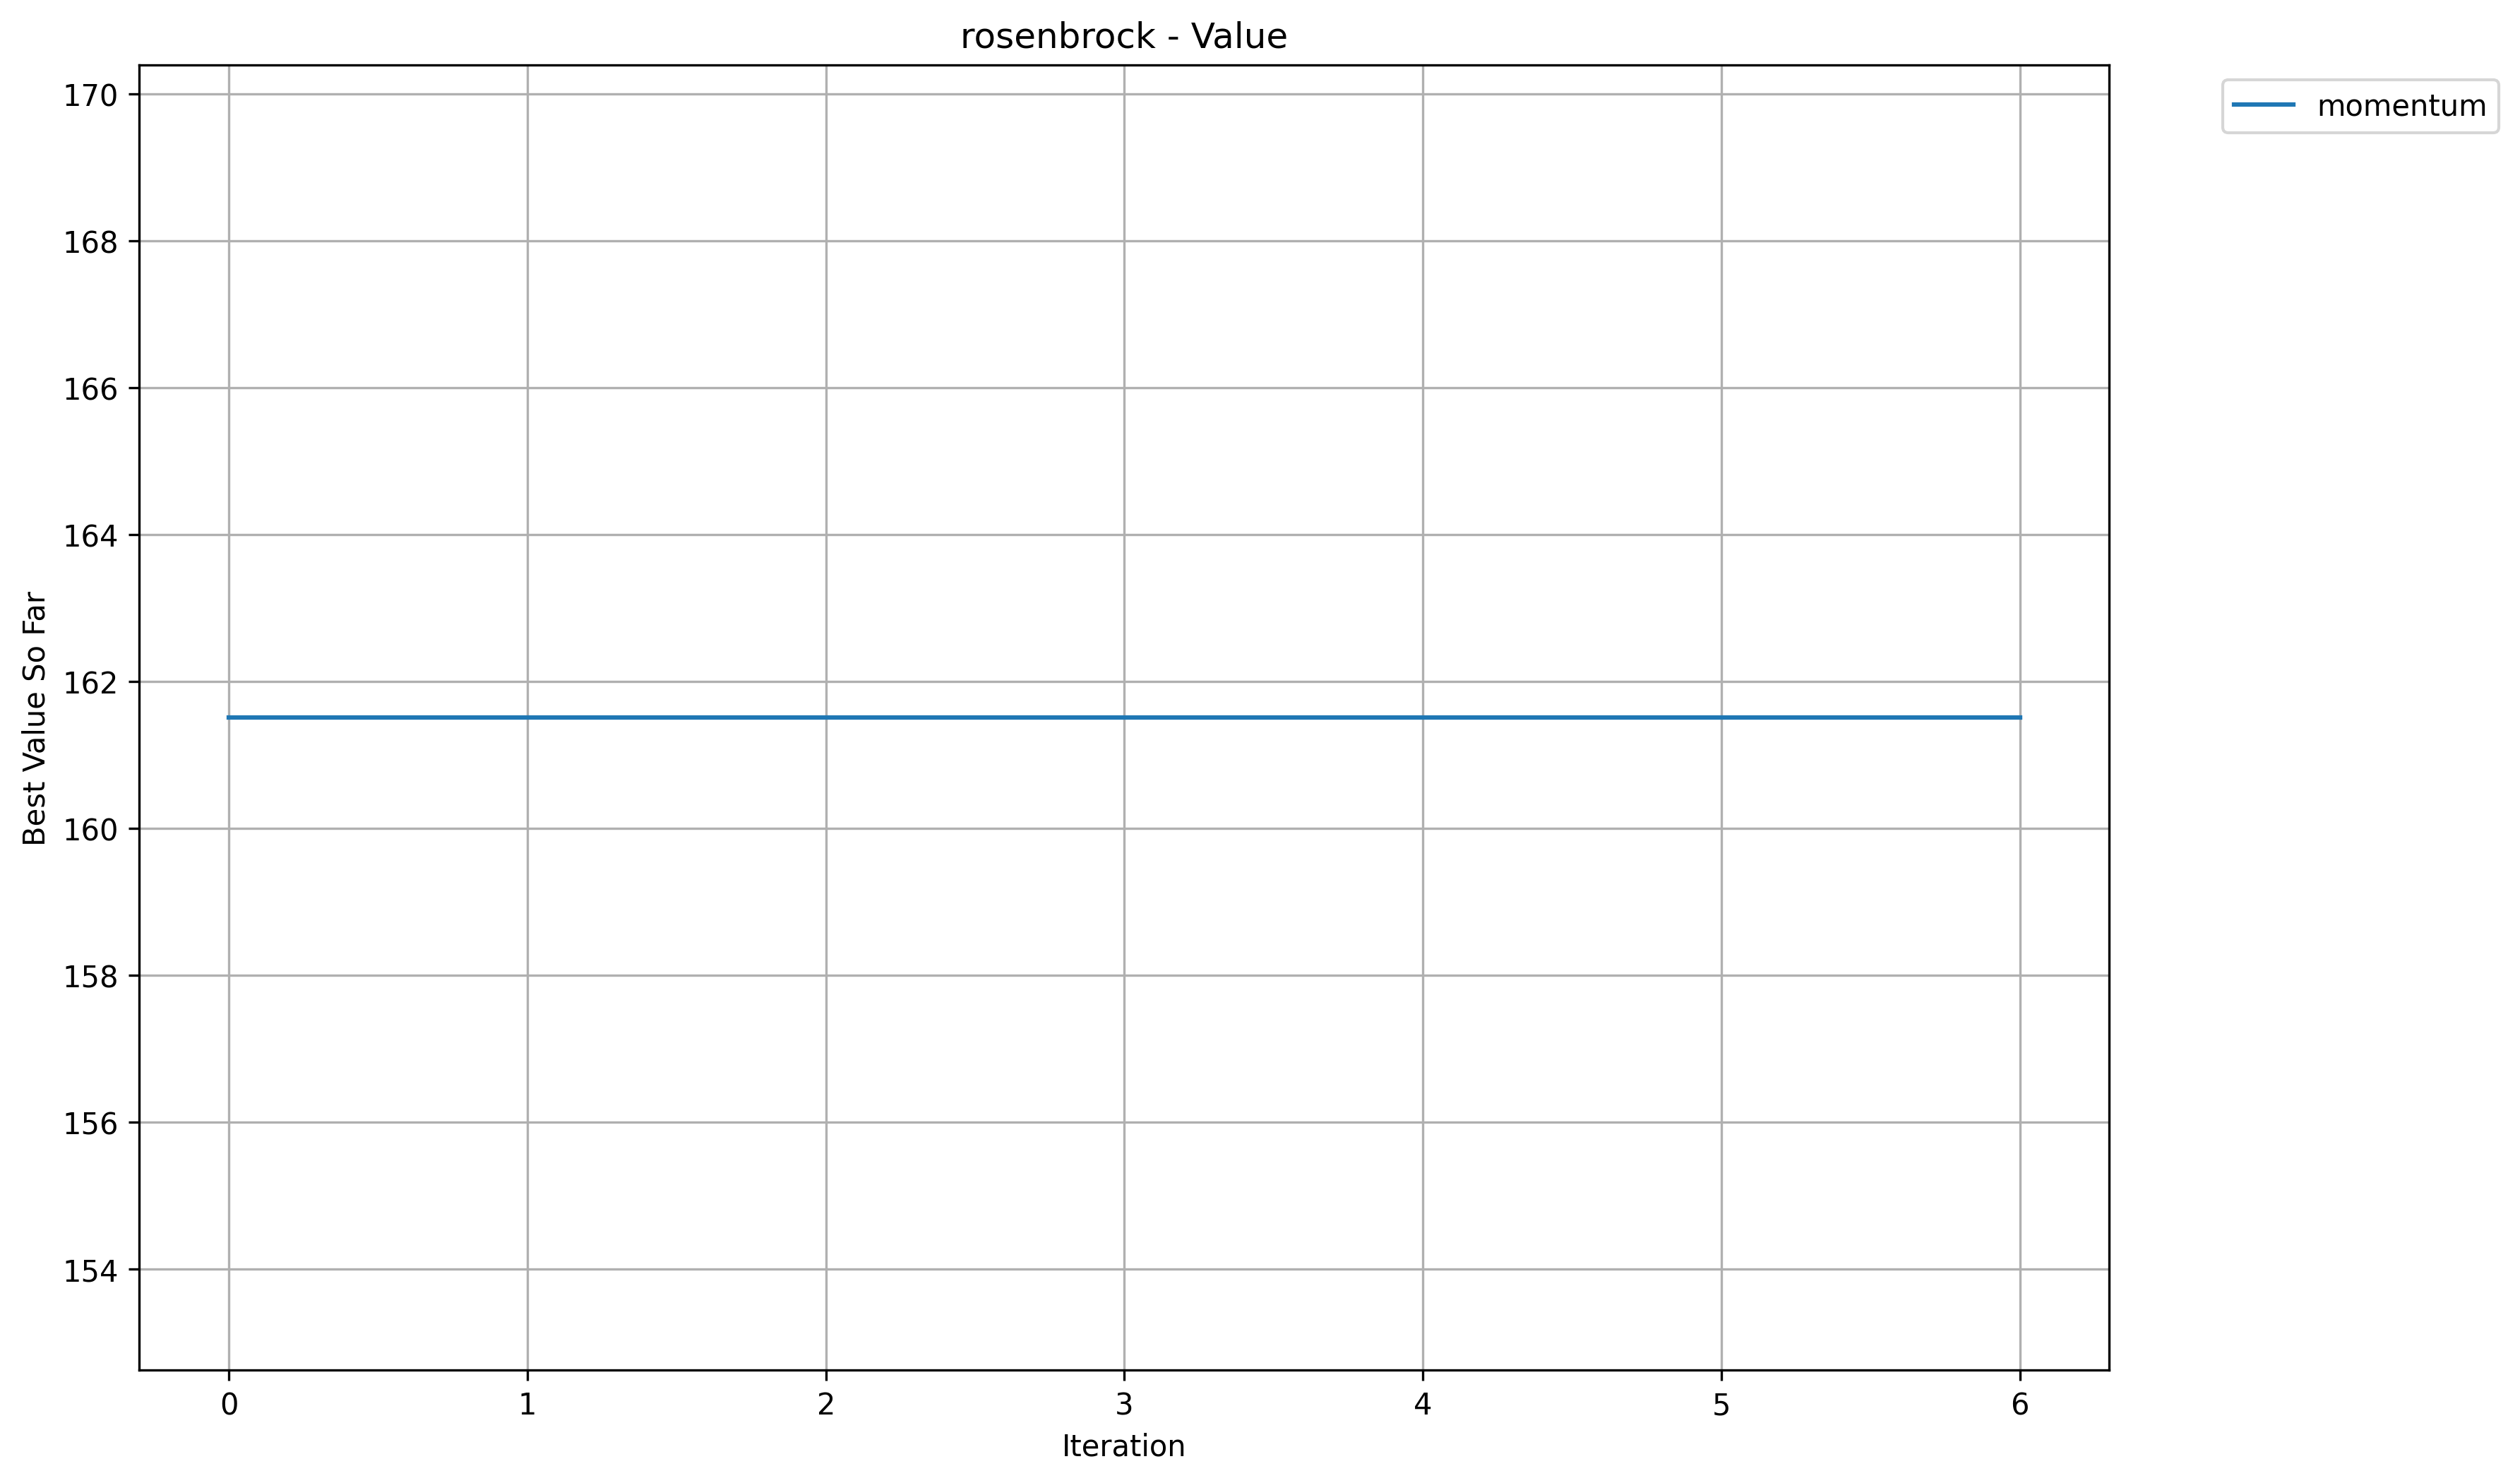 rosenbrock - Value
momentum
Best Value So Far
170
168
166
164
162
160
158
156
154
0 1 2 3 4 5 6
Iteration